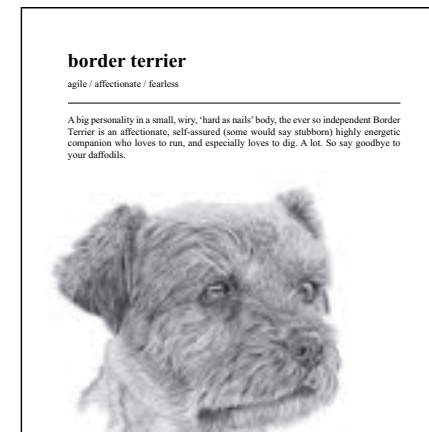 border terrier
agile / affectionate / fearless
A big personality in a small, wiry, ‘hard as nails’ body, the ever so independent Border
Terrier is an affectionate, self-assured (some would say stubborn) highly energetic
companion who loves to run, and especially loves to dig. A lot. So say goodbye to
your daffodils.